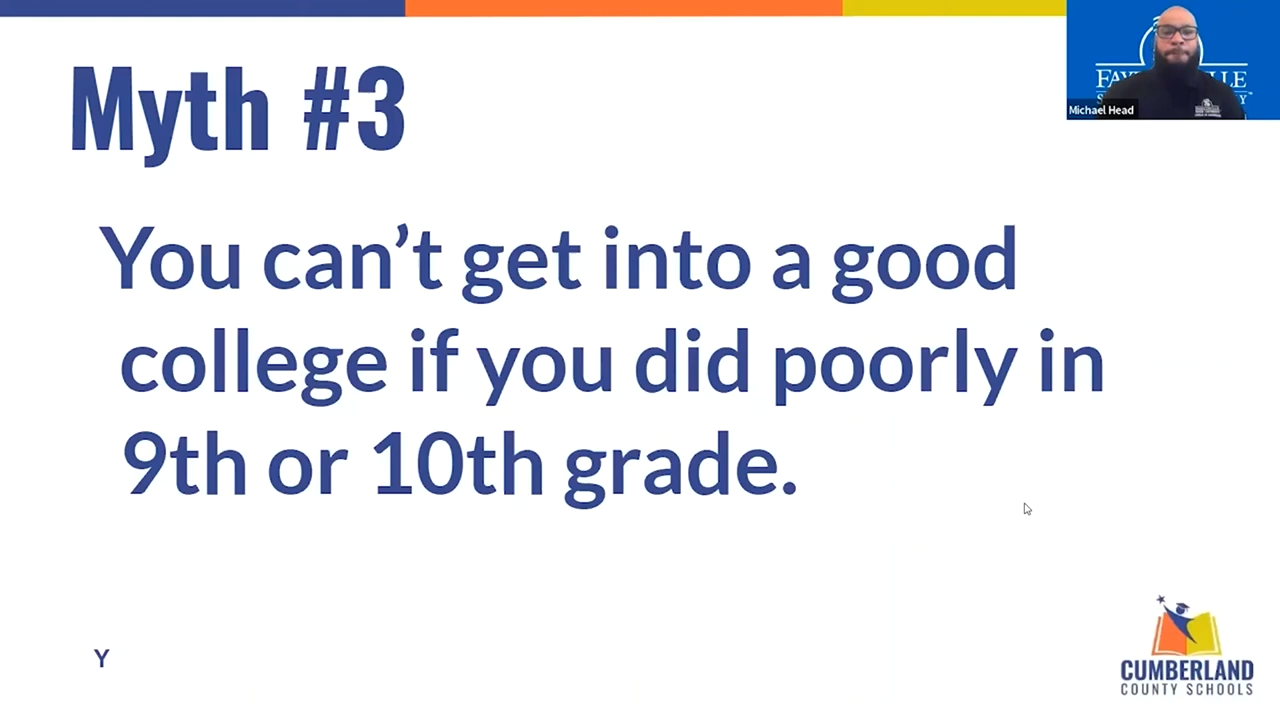 Myth #3
You can't get into a good
college if you did poorly in
9th or 10th grade.
Y
Michael Head
CUMBERLAND
COUNTY SCHOOLS